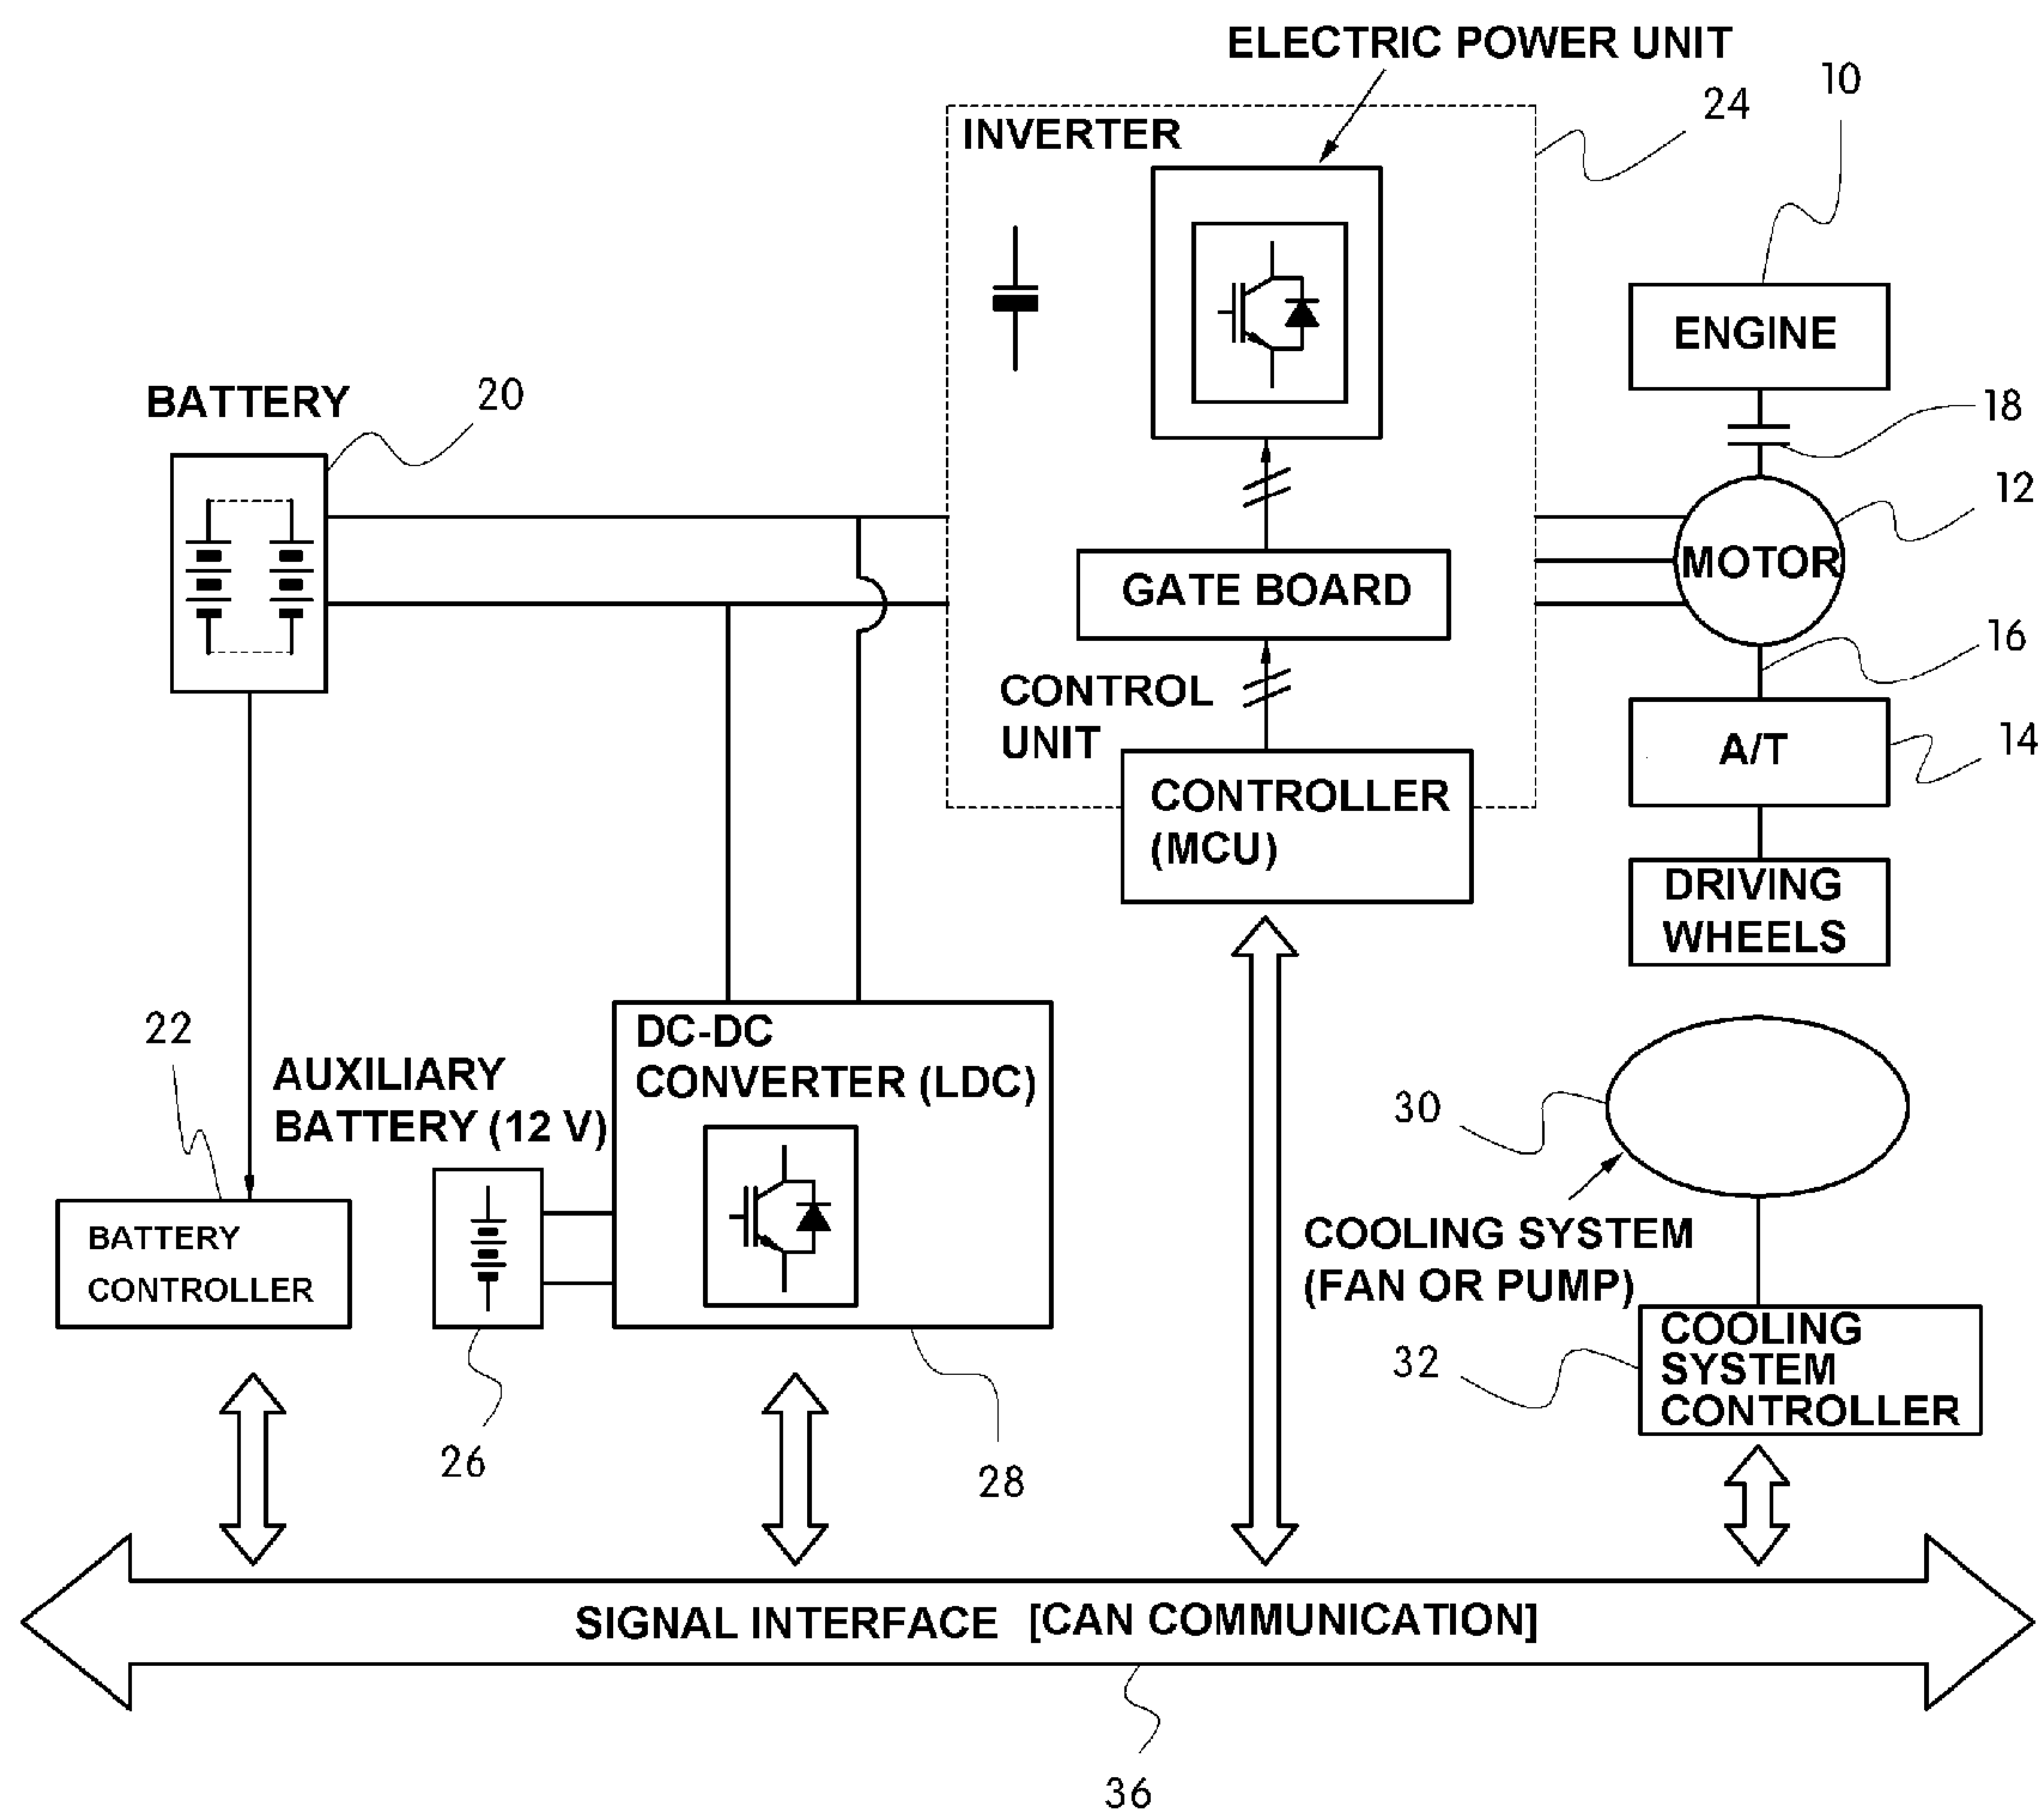 ELECTRIC POWER UNIT
10
24
INVERTER
ENGINE
BATTERY
20
18
12
MOTOR
GATE BOARD
16
CONTROL
UNIT
A/T
14
CONTROLLER
(MCU)
DRIVING
WHEELS
22
DC-DC
CONVERTER (LDC)
AUXILIARY
BATTERY (12 V)
30
BATTERY
CONTROLLER
COOLING SYSTEM
(FAN OR PUMP)
32
COOLING
SYSTEM
CONTROLLER
26
28
SIGNAL INTERFACE [CAN COMMUNICATION]
36